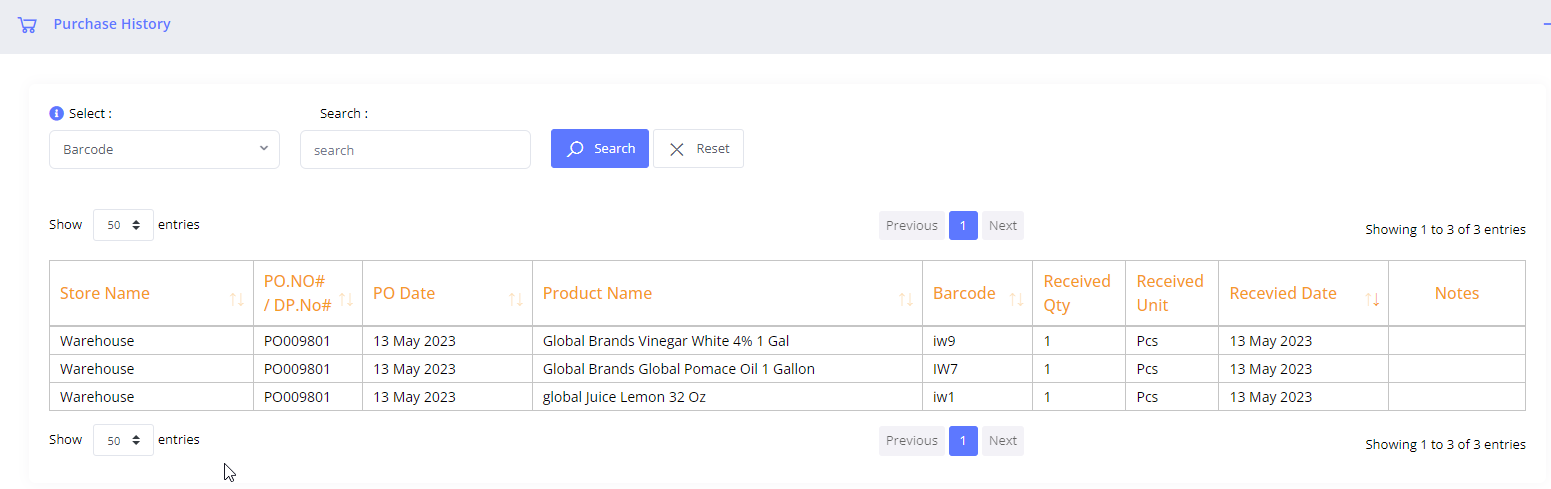 Purchase History
Select : Search :
Barcode search Search Reset
Show 50 entries Previous 1 Next Showing 1 to 3 of 3 entries
Store Name PO.NO# / DP.No# PO Date Product Name Barcode Received Qty Received Unit Recevied Date Notes
Warehouse PO009801 13 May 2023 Global Brands Vinegar White 4% 1 Gal iw9 1 Pcs 13 May 2023
Warehouse PO009801 13 May 2023 Global Brands Global Pomace Oil 1 Gallon IW7 1 Pcs 13 May 2023
Warehouse PO009801 13 May 2023 global Juice Lemon 32 Oz iw1 1 Pcs 13 May 2023
Show 50 entries Previous 1 Next Showing 1 to 3 of 3 entries